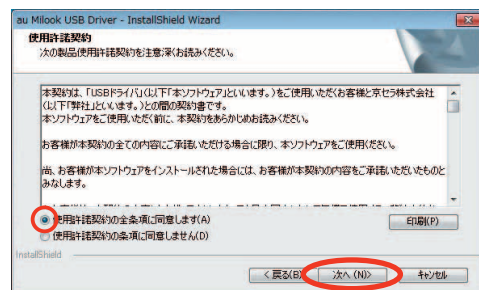 au Milook USB Driver - InstallShield Wizard
使用許諾契約
次の製品使用許諾契約を注意深くお読みください。
本契約は、「USBドライバ」(以下「本ソフトウェア」といいます。)をご使用いただくお客様と京セラ株式会社
(以下「弊社」といいます。)との間の契約書です。
本ソフトウェアをご使用いただく前に、本契約をあらかじめお読みください。
お客様が本契約の全ての内容にご承諾いただける場合に限り、本ソフトウェアをご使用ください。
尚、お客様が本ソフトウェアをインストールされた場合には、お客様が本契約の内容をご承諾いただいたものと
みなします。
使用許諾契約の全条項に同意します(A)
印刷(P)
使用許諾契約の条項に同意しません(D)
InstallShield
< 戻る(B)
次へ (N)>
キャンセル